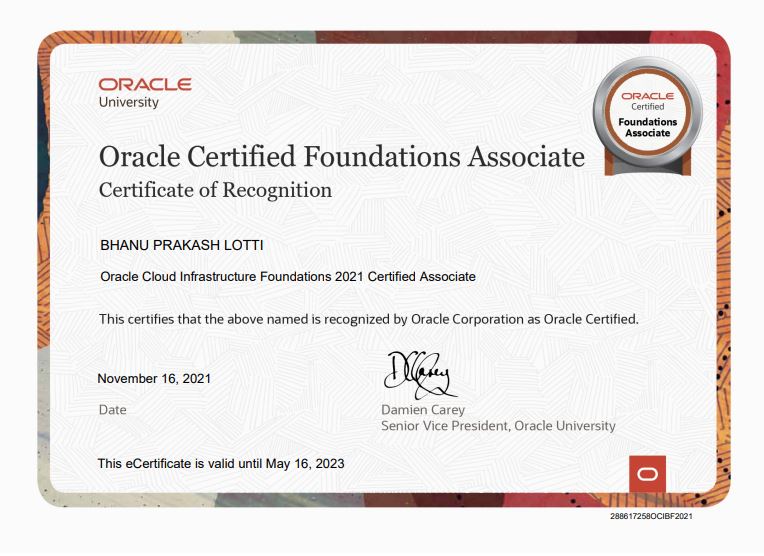 ORACLE
University
ORACLE
Certified
Foundations
Associate
Oracle Certified Foundations Associate
Certificate of Recognition
BHANU PRAKASH LOTTI
Oracle Cloud Infrastructure Foundations 2021 Certified Associate
This certifies that the above named is recognized by Oracle Corporation as Oracle Certified.
November 16, 2021
Date
DCarey
Damien Carey
Senior Vice President, Oracle University
This eCertificate is valid until May 16, 2023
288617258OCIBF2021